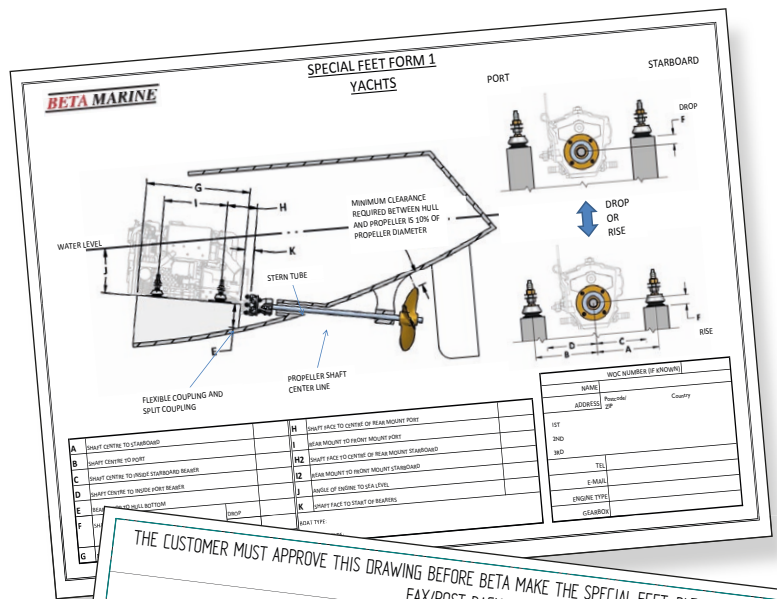 BETA MARINE
SPECIAL FEET FORM 1
YACHTS
PORT
STARBOARD
DROP
F
DROP
OR
RISE
G
I
H
K
MINIMUM CLEARANCE
REQUIRED BETWEEN HULL
AND PROPELLER IS 10% OF
PROPELLER DIAMETER
WATER LEVEL
J
STERN TUBE
E
FLEXIBLE COUPLING AND
SPLIT COUPLING
PROPELLER SHAFT
CENTER LINE
F
RISE
D
C
B
A
A SHAFT CENTRE TO STARBOARD
B SHAFT CENTRE TO PORT
C SHAFT CENTRE TO INSIDE STARBOARD BEARER
D SHAFT CENTRE TO INSIDE PORT BEARER
E TO HULL BOTTOM
F DROP
G
H SHAFT FACE TO CENTRE OF REAR MOUNT PORT
I REAR MOUNT TO FRONT MOUNT PORT
H2 SHAFT FACE TO CENTRE OF REAR MOUNT STARBOARD
I2 REAR MOUNT TO FRONT MOUNT STARBOARD
J ANGLE OF ENGINE TO SEA LEVEL
K SHAFT FACE TO START OF BEARERS
BOAT TYPE
WOC NUMBER (IF KNOWN)
NAME
ADDRESS Postcode/ Country
ZIP
1ST
2ND
3RD
TEL
E-MAIL
ENGINE TYPE
GEARBOX
THE CUSTOMER MUST APPROVE THIS DRAWING BEFORE BETA MAKE THE SPECIAL FEET.
FAX/POST